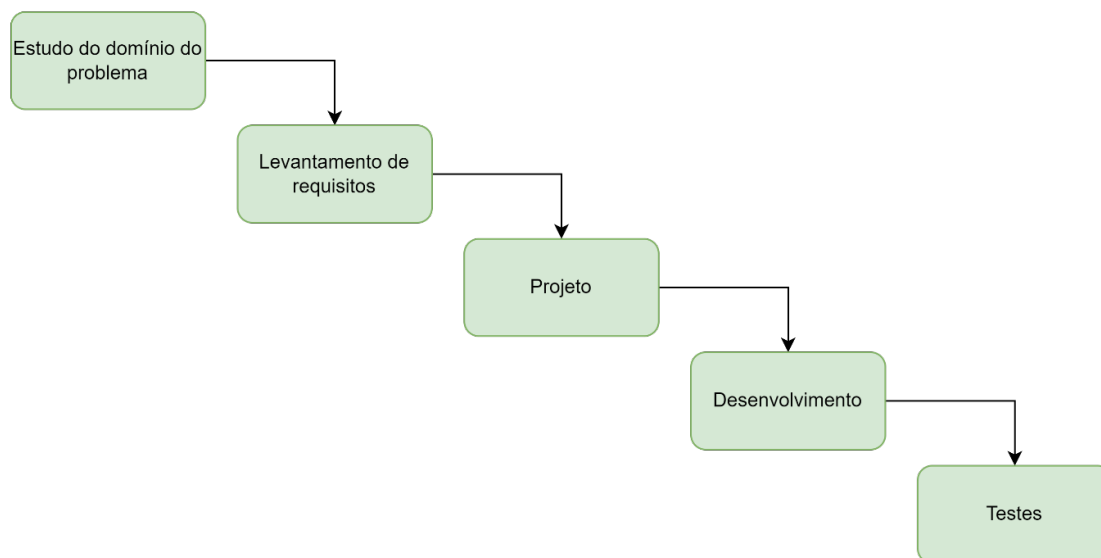 Estudo do domínio do
problema
Levantamento de
requisitos
Projeto
Desenvolvimento
Testes